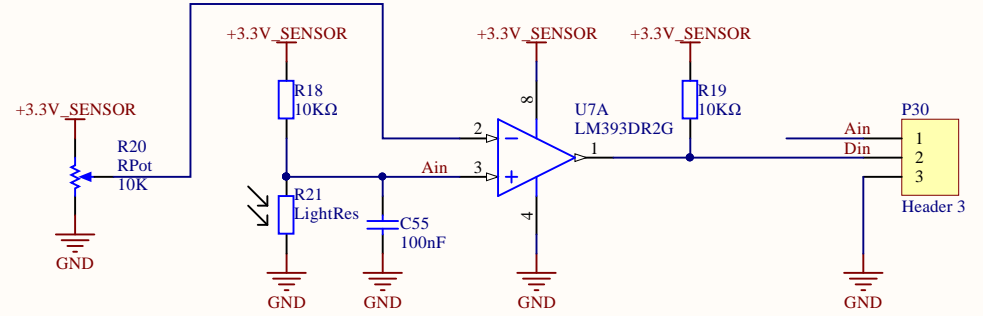 +3.3V_SENSOR
+3.3V_SENSOR
+3.3V_SENSOR
+3.3V_SENSOR
R20
RPot
10K
GND
R18
10KΩ
R21
LightRes
GND
Ain
C55
100nF
GND
2
3
8
4
1
U7A
LM393DR2G
GND
R19
10KΩ
Ain
Din
P30
1
2
3
Header 3
GND